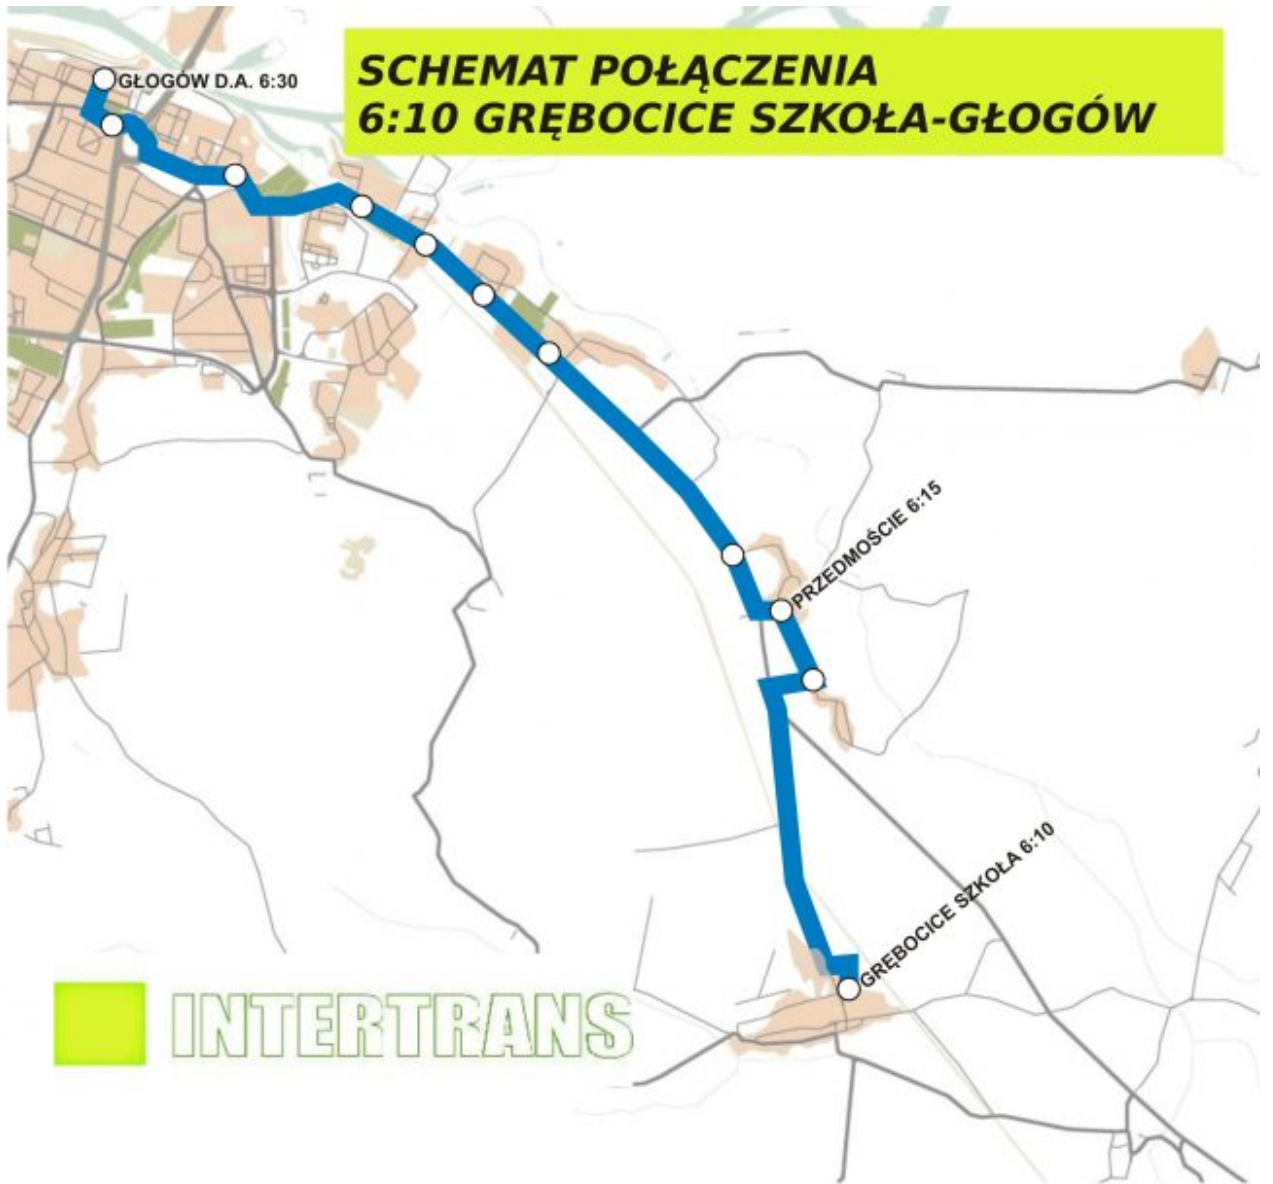 SCHEMAT POŁĄCZENIA
6:10 GRĘBOCICE SZKOŁA-GŁOGÓW
GŁOGÓW D.A. 6:30
PRZEDMOŚCIE 6:15
GRĘBOCICE SZKOŁA 6:10
INTERTRANS